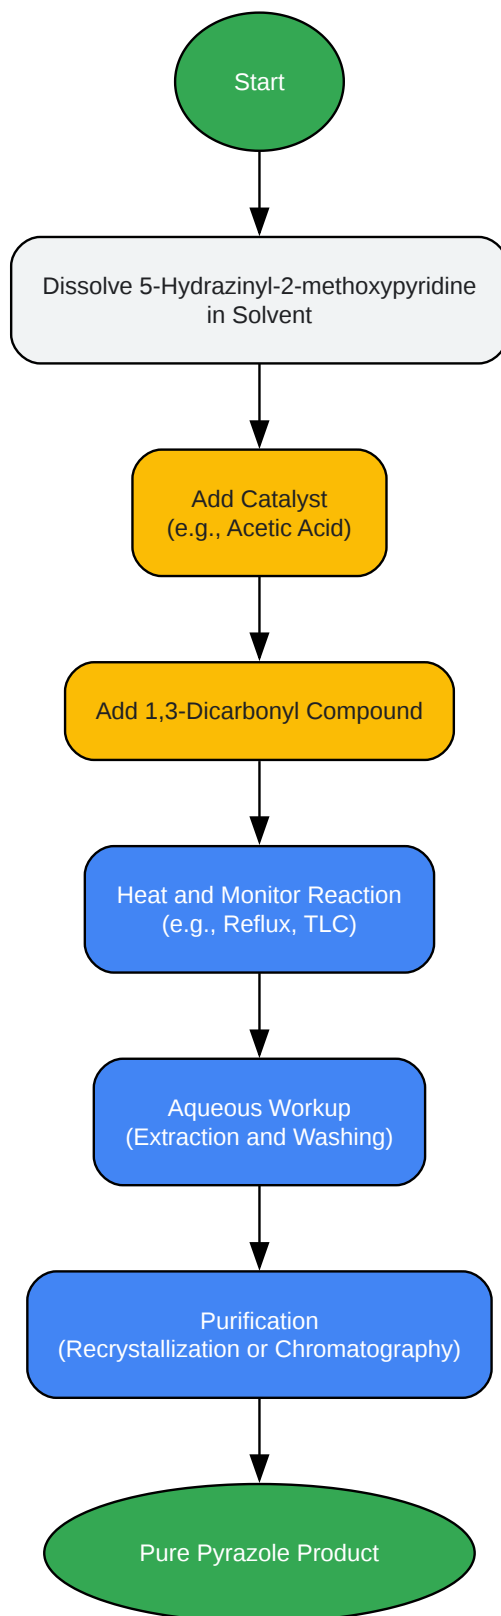 Start
Dissolve 5-Hydrazinyl-2-methoxypyridine
in Solvent
Add Catalyst
(e.g., Acetic Acid)
Add 1,3-Dicarbonyl Compound
Heat and Monitor Reaction
(e.g., Reflux, TLC)
Aqueous Workup
(Extraction and Washing)
Purification
(Recrystallization or Chromatography)
Pure Pyrazole Product